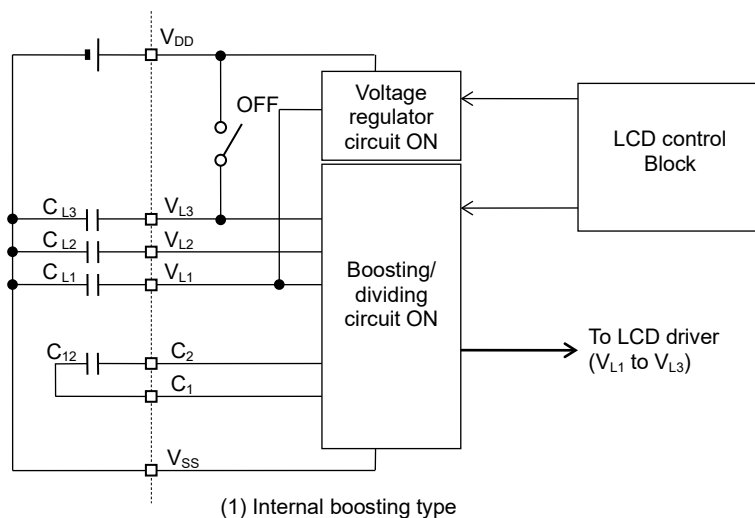 VDD
OFF
Voltage
regulator
circuit ON
LCD control
Block
CL3
VL3
CL2
VL2
CL1
VL1
Boosting/
dividing
circuit ON
C12
C2
C1
To LCD driver
(VL1 to VL3)
VSS
(1) Internal boosting type